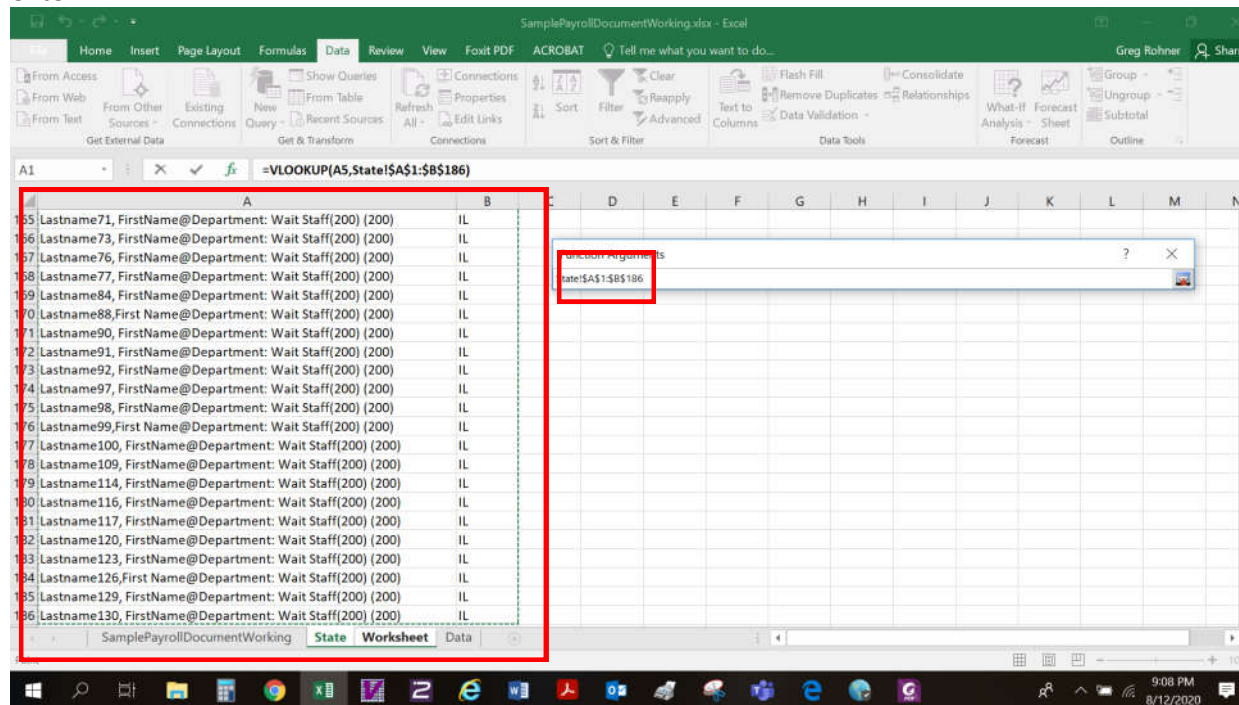 SamplePayrollDocumentWorking.xlsx - Excel
Home Insert Page Layout Formulas Data Review View Foxit PDF ACROBAT Tell me what you want to do... Greg Rohner Share
From Access
From Web
From Text
From Other Sources
Existing Connections
Get External Data
New Query
Show Queries
From Table
Recent Sources
Get & Transform
Refresh All
Connections
Properties
Edit Links
Connections
Sort
Filter
Clear
Reapply
Advanced
Sort & Filter
Text to Columns
Flash Fill
Remove Duplicates
Data Validation
Consolidate
Relationships
Data Tools
What-If Analysis
Forecast Sheet
Forecast
Group
Ungroup
Subtotal
Outline
A1 fx =VLOOKUP(A5,State!$A$1:$B$186)
A B C D E F G H I J K L M N
165 Lastname71, FirstName@Department: Wait Staff(200) (200) IL
166 Lastname73, FirstName@Department: Wait Staff(200) (200) IL
167 Lastname76, FirstName@Department: Wait Staff(200) (200) IL
168 Lastname77, FirstName@Department: Wait Staff(200) (200) IL
169 Lastname84, FirstName@Department: Wait Staff(200) (200) IL
170 Lastname88,First Name@Department: Wait Staff(200) (200) IL
171 Lastname90, FirstName@Department: Wait Staff(200) (200) IL
172 Lastname91, FirstName@Department: Wait Staff(200) (200) IL
173 Lastname92, FirstName@Department: Wait Staff(200) (200) IL
174 Lastname97, FirstName@Department: Wait Staff(200) (200) IL
175 Lastname98, FirstName@Department: Wait Staff(200) (200) IL
176 Lastname99,First Name@Department: Wait Staff(200) (200) IL
177 Lastname100, FirstName@Department: Wait Staff(200) (200) IL
178 Lastname109, FirstName@Department: Wait Staff(200) (200) IL
179 Lastname114, FirstName@Department: Wait Staff(200) (200) IL
180 Lastname116, FirstName@Department: Wait Staff(200) (200) IL
181 Lastname117, FirstName@Department: Wait Staff(200) (200) IL
182 Lastname120, FirstName@Department: Wait Staff(200) (200) IL
183 Lastname123, FirstName@Department: Wait Staff(200) (200) IL
184 Lastname126,First Name@Department: Wait Staff(200) (200) IL
185 Lastname129, FirstName@Department: Wait Staff(200) (200) IL
186 Lastname130, FirstName@Department: Wait Staff(200) (200) IL
Function Arguments ?
State!$A$1:$B$186
SamplePayrollDocumentWorking State Worksheet Data
9:08 PM
8/12/2020